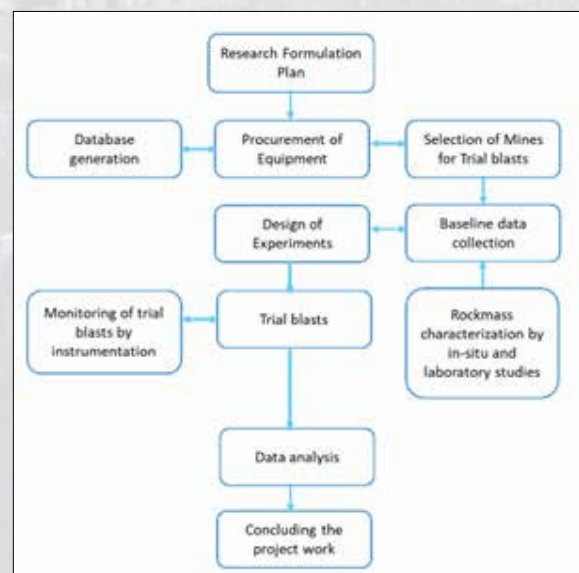 Research Formulation
Plan
Database
generation
Procurement of
Equipment
Selection of Mines
for Trial blasts
Design of
Experiments
Baseline data
collection
Monitoring of trial
blasts by
instrumentation
Trial blasts
Rockmass
characterization by
in-situ and
laboratory studies
Data analysis
Concluding the
project work